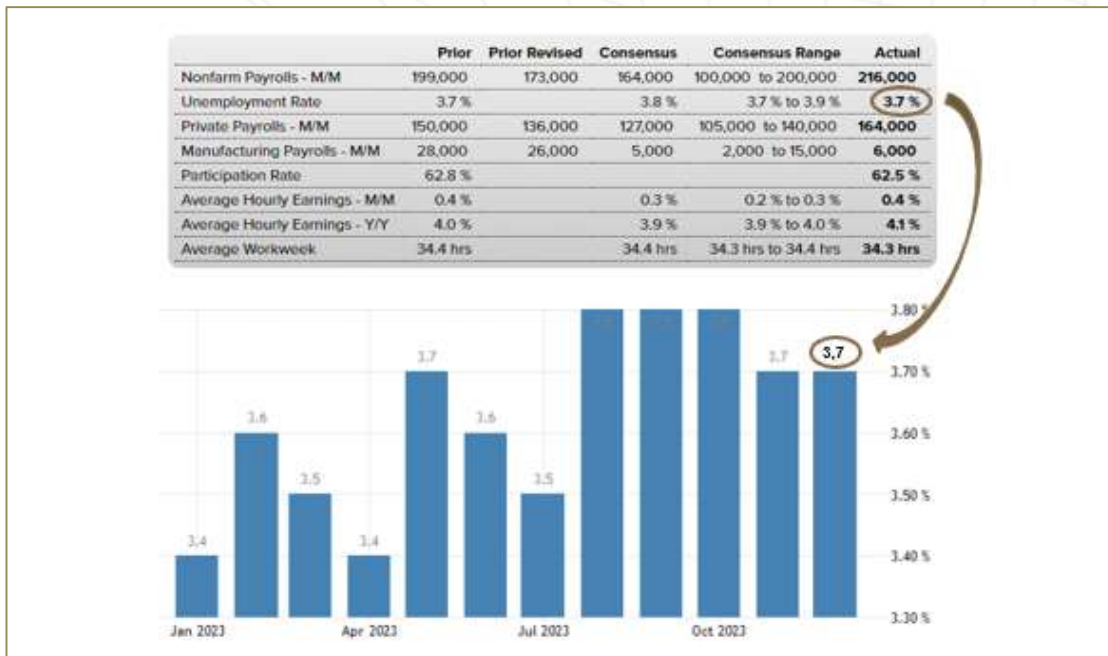 Prior Prior Revised Consensus Consensus Range Actual
Nonfarm Payrolls - M/M 199,000 173,000 164,000 100,000 to 200,000 216,000
Unemployment Rate 3.7 % 3.8 % 3.7 % to 3.9 % 3.7 %
Private Payrolls - M/M 150,000 136,000 127,000 105,000 to 140,000 164,000
Manufacturing Payrolls - M/M 28,000 26,000 5,000 2,000 to 15,000 6,000
Participation Rate 62.8 % 62.5 %
Average Hourly Earnings - M/M 0.4 % 0.3 % 0.2 % to 0.3 % 0.4 %
Average Hourly Earnings - Y/Y 4.0 % 3.9 % 3.9 % to 4.0 % 4.1 %
Average Workweek 34.4 hrs 34.4 hrs 34.3 hrs to 34.4 hrs 34.3 hrs
3.80 %
3.7 3.7 3,7
3.70 %
3.6 3.6
3.60 %
3.5 3.5
3.50 %
3.4 3.4
3.40 %
3.30 %
Jan 2023 Apr 2023 Jul 2023 Oct 2023